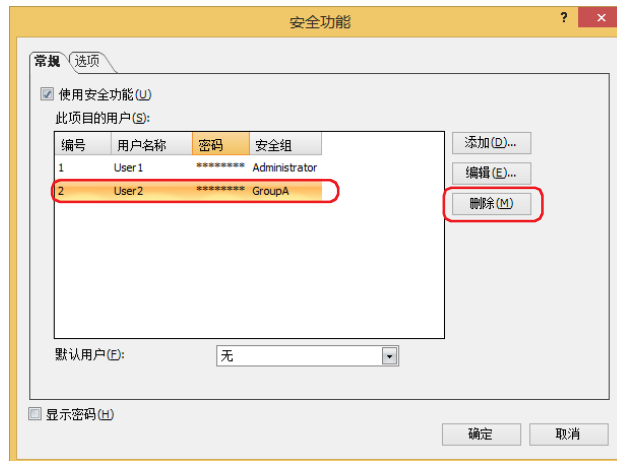 安全功能
? ×
常规 选项
使用安全功能(U)
此项目的用户(S):
编号 用户名称 密码 安全组
1 User1 ******** Administrator
2 User2 ******** GroupA
添加(D)...
编辑(E)...
删除(M)
默认用户(F): 无
显示密码(H)
确定 取消